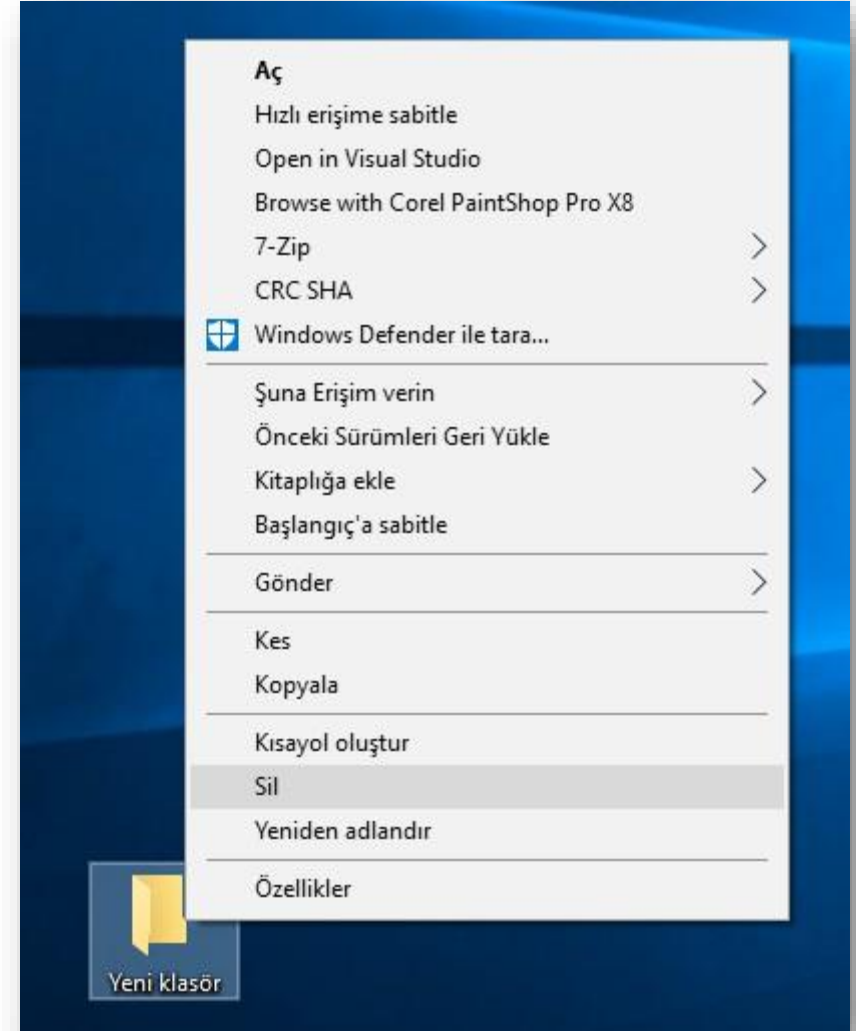 Aç
Hızlı erişime sabitle
Open in Visual Studio
Browse with Corel PaintShop Pro X8
7-Zip
CRC SHA
Windows Defender ile tara...
Şuna Erişim verin
Önceki Sürümleri Geri Yükle
Kitaplığa ekle
Başlangıç'a sabitle
Gönder
Kes
Kopyala
Kısayol oluştur
Sil
Yeniden adlandır
Özellikler
Yeni klasör